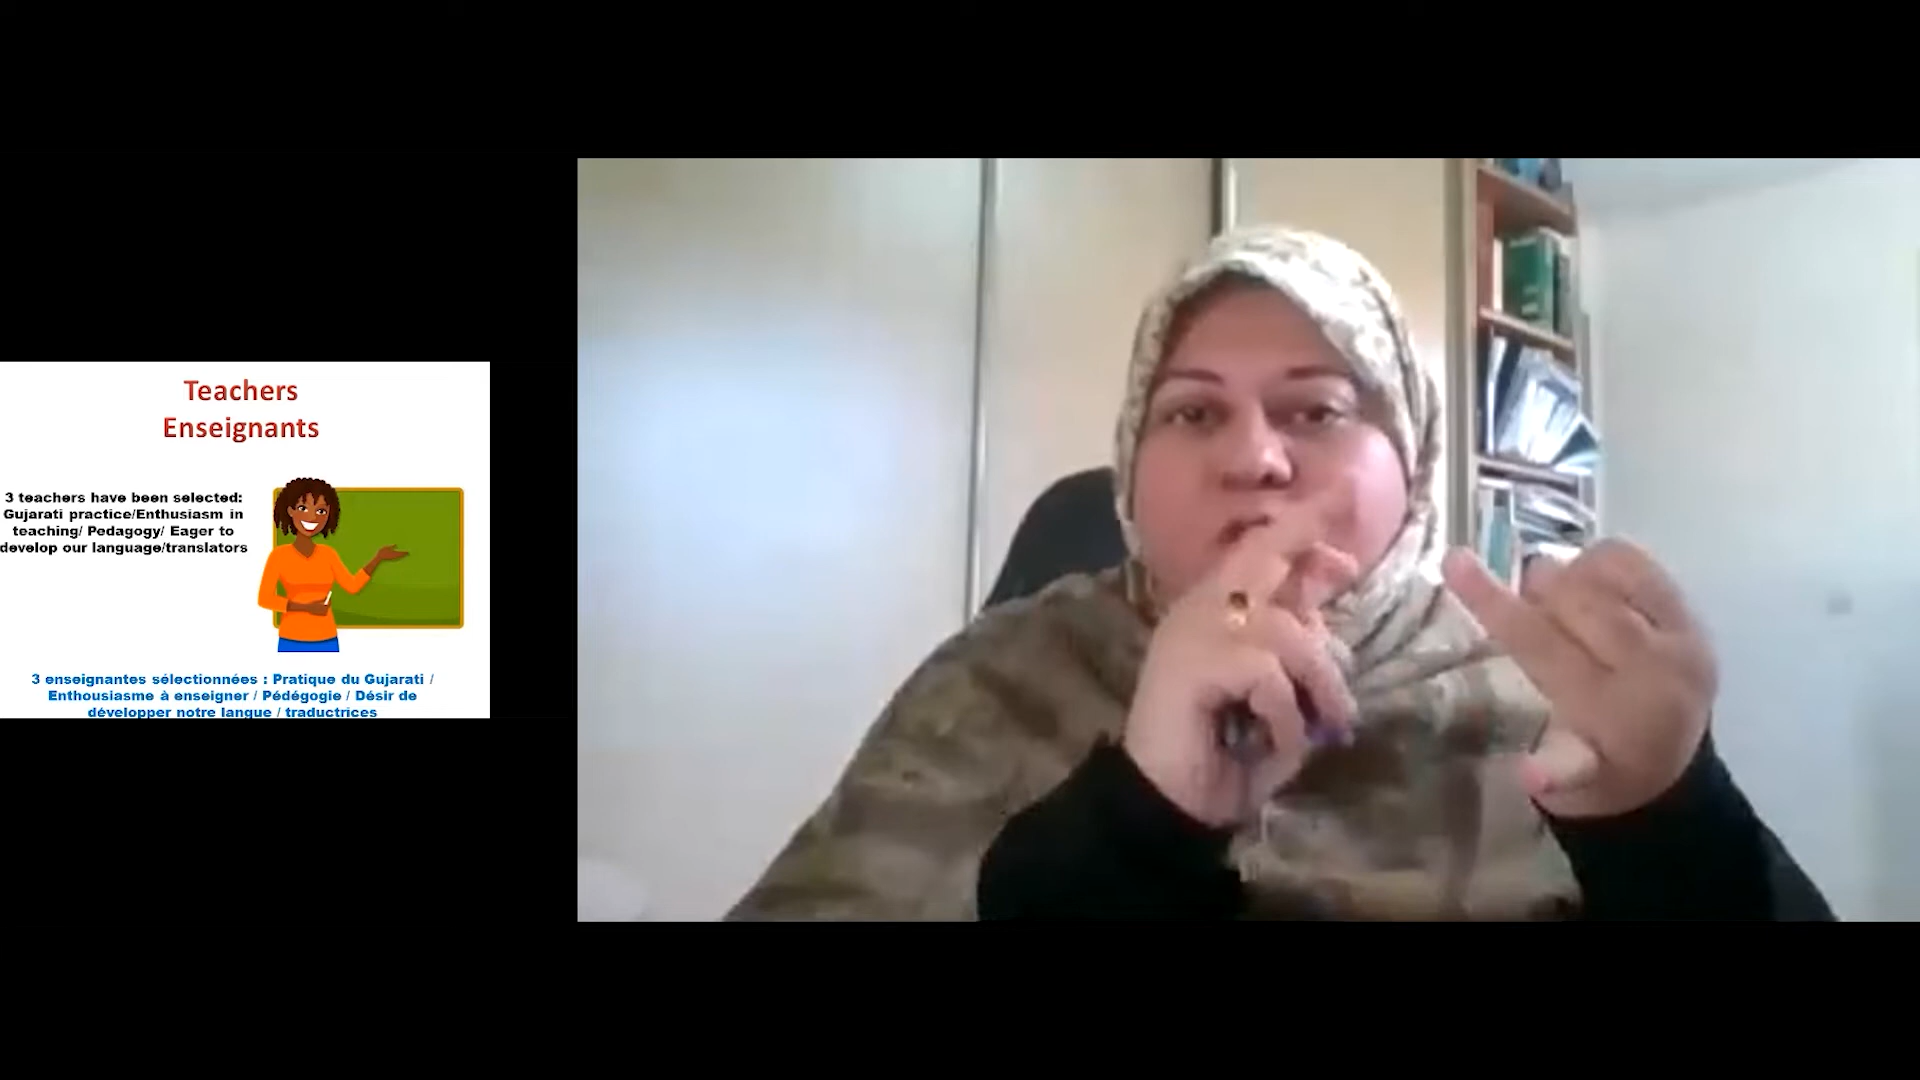 Teachers
Enseignants
3 teachers have been selected:
Gujarati practice/Enthusiasm in
teaching/ Pedagogy/ Eager to
develop our language/translators
3 enseignantes sélectionnées : Pratique du Gujarati /
Enthousiasme à enseigner / Pédégogie / Désir de
développer notre langue / traductrices